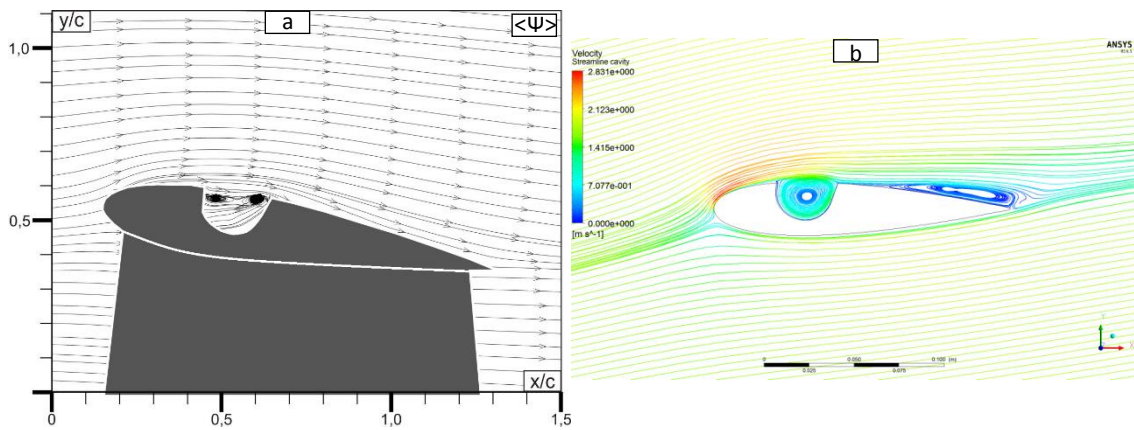 y/c
a
<Ψ>
1,0
0,5
0
0,5
1,0
1,5
x/c
b
Velocity
Streamline cavity
2.831e+000
2.123e+000
1.415e+000
7.077e-001
0.000e+000
[m s^-1]
ANSYS
0
0.050
0.100 (m)
0.025
0.075